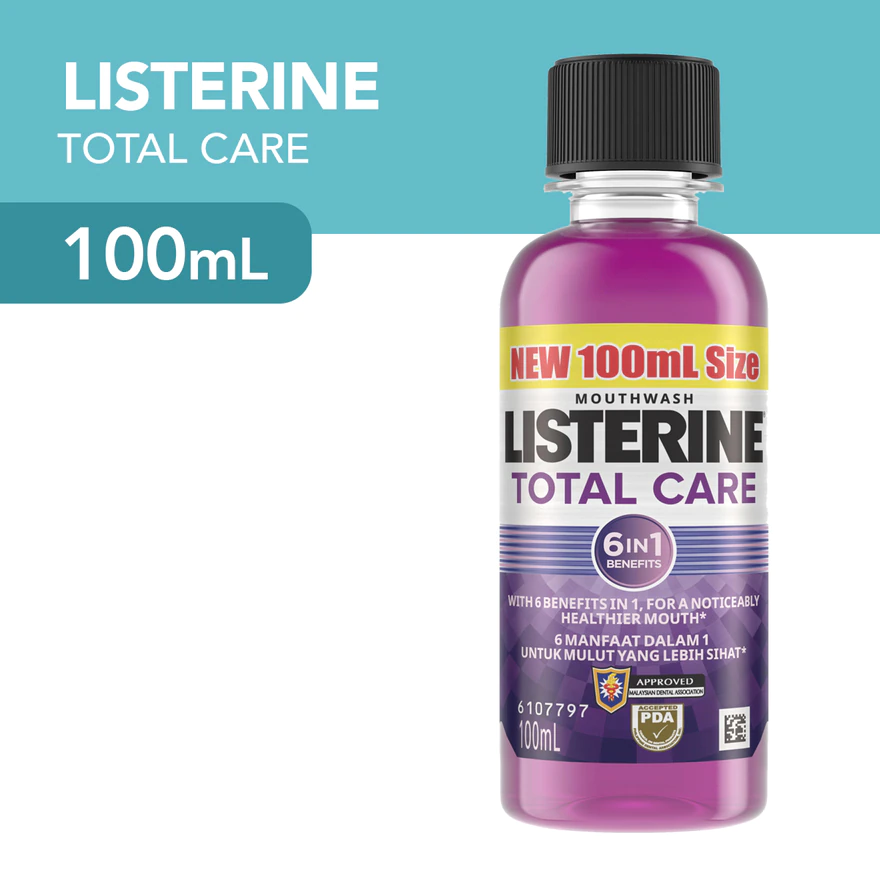 LISTERINE
TOTAL CARE
100mL
NEW 100mL Size
MOUTHWASH
LISTERINE
TOTAL CARE
6 IN 1
BENEFITS
WITH 6 BENEFITS IN 1, FOR A NOTICEABLY
HEALTHIER MOUTH*
6 MANFAAT DALAM 1
UNTUK MULUT YANG LEBIH SIHAT*
APPROVED
MALAYSIAN DENTAL ASSOCIATION
6107797
100mL
ACCEPTED
PDA